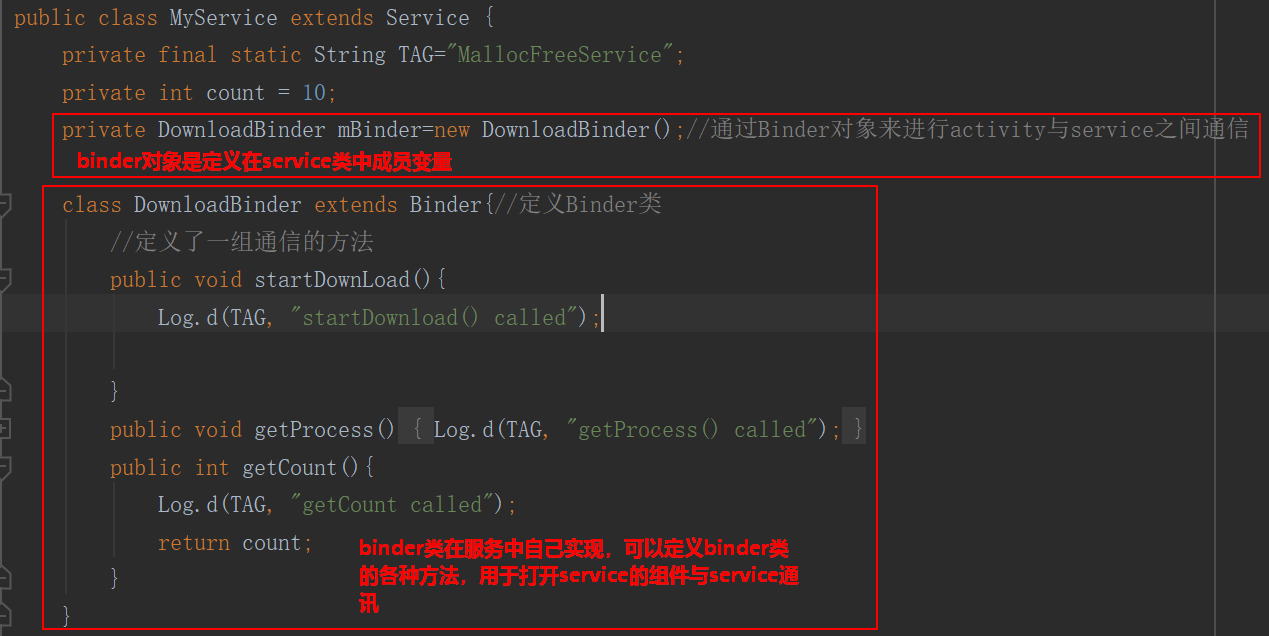 public class MyService extends Service {
private final static String TAG="MallocFreeService";
private int count = 10;
private DownloadBinder mBinder=new DownloadBinder();//通过Binder对象来进行activity与service之间通信
binder对象是定义在service类中成员变量
class DownloadBinder extends Binder{//定义Binder类
//定义了一组通信的方法
public void startDownLoad(){
Log.d(TAG, "startDownload() called");
}
public void getProcess() { Log.d(TAG, "getProcess() called"); }
public int getCount(){
Log.d(TAG, "getCount called");
return count;
binder类在服务中自己实现，可以定义binder类
的各种方法，用于打开service的组件与service通
讯
}
}